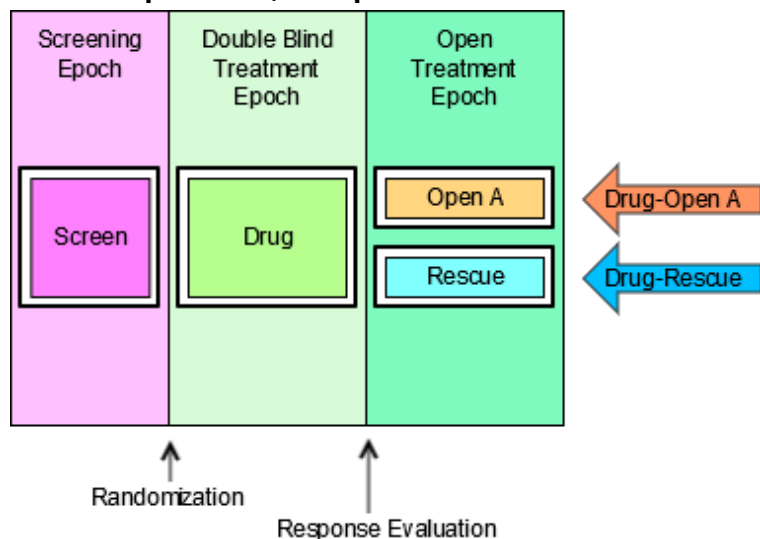 Screening
Epoch
Double Blind
Treatment
Epoch
Open
Treatment
Epoch
Screen
Drug
Open A
Rescue
Drug-Open A
Drug-Rescue
Randomization
Response Evaluation